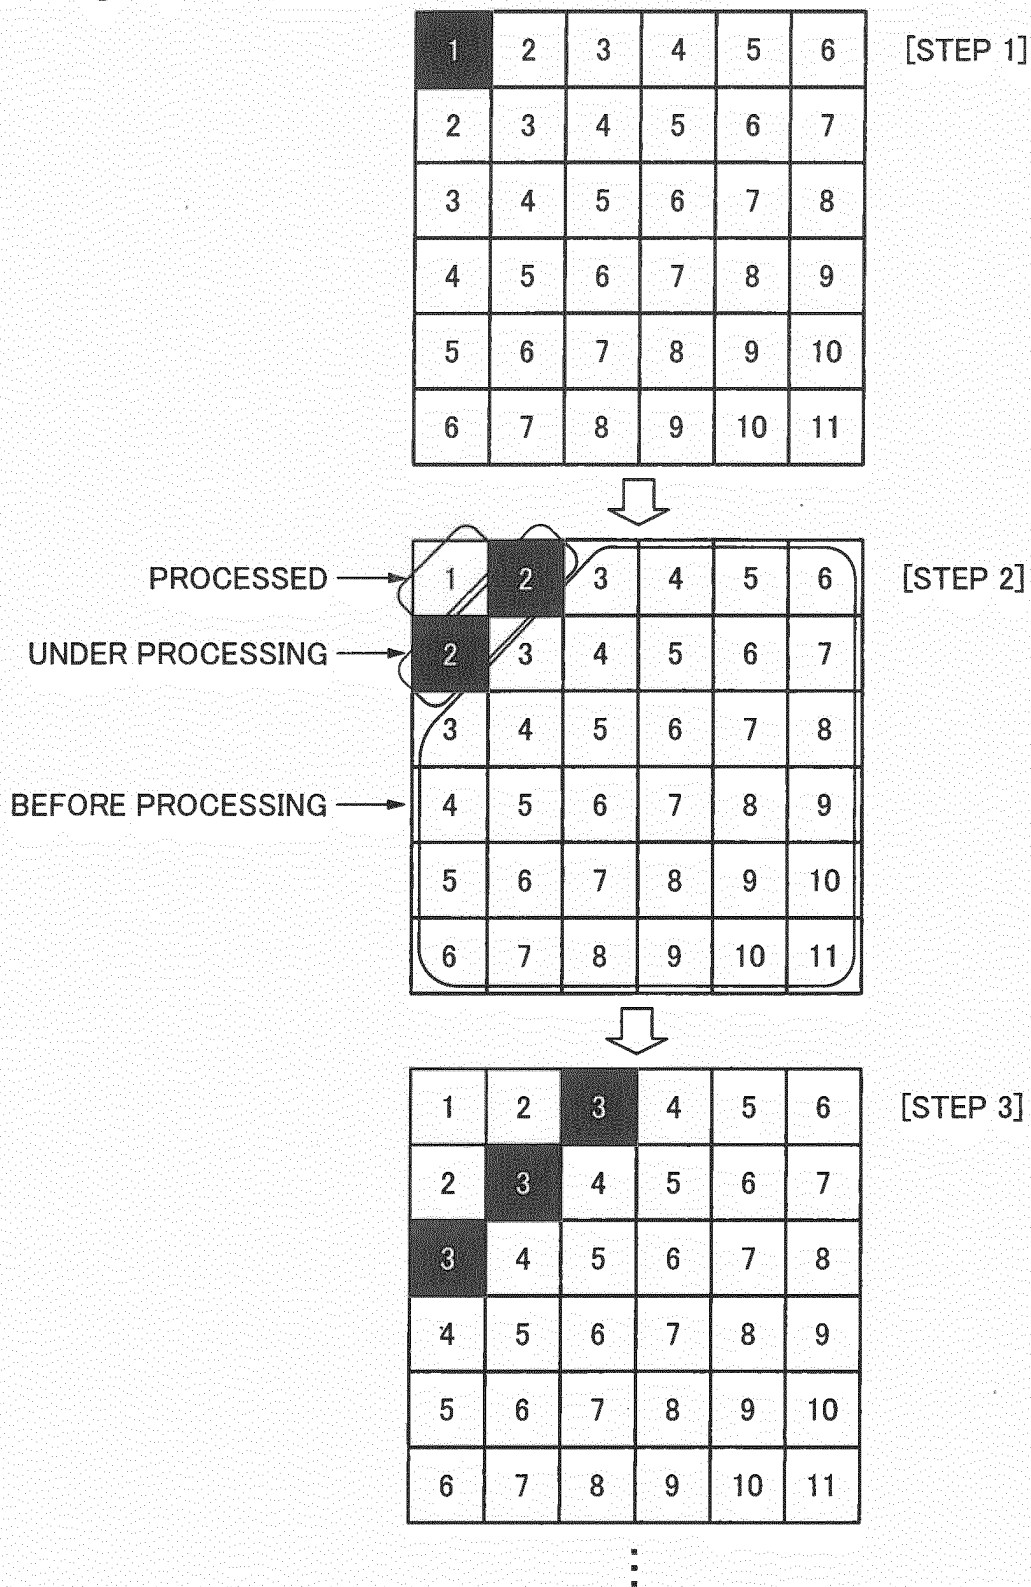 1 2 3 4 5 6 [STEP 1]
2 3 4 5 6 7
3 4 5 6 7 8
4 5 6 7 8 9
5 6 7 8 9 10
6 7 8 9 10 11
PROCESSED 1 2 3 4 5 6 [STEP 2]
UNDER PROCESSING 2 3 4 5 6 7
3 4 5 6 7 8
BEFORE PROCESSING 4 5 6 7 8 9
5 6 7 8 9 10
6 7 8 9 10 11
1 2 3 4 5 6 [STEP 3]
2 3 4 5 6 7
3 4 5 6 7 8
4 5 6 7 8 9
5 6 7 8 9 10
6 7 8 9 10 11